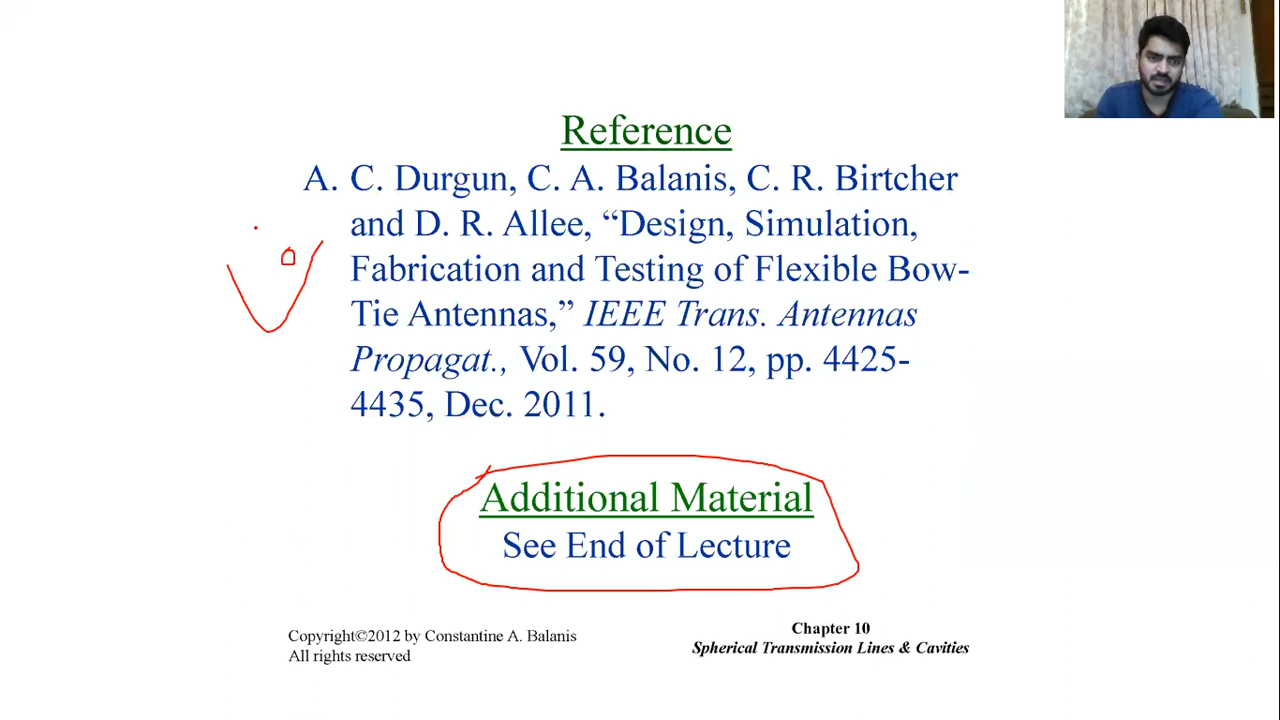 Reference
A. C. Durgun, C. A. Balanis, C. R. Birtcher
and D. R. Allee, “Design, Simulation,
Fabrication and Testing of Flexible Bow-
Tie Antennas,” IEEE Trans. Antennas
Propagat., Vol. 59, No. 12, pp. 4425-
4435, Dec. 2011.
Additional Material
See End of Lecture
Copyright©2012 by Constantine A. Balanis
All rights reserved
Chapter 10
Spherical Transmission Lines & Cavities